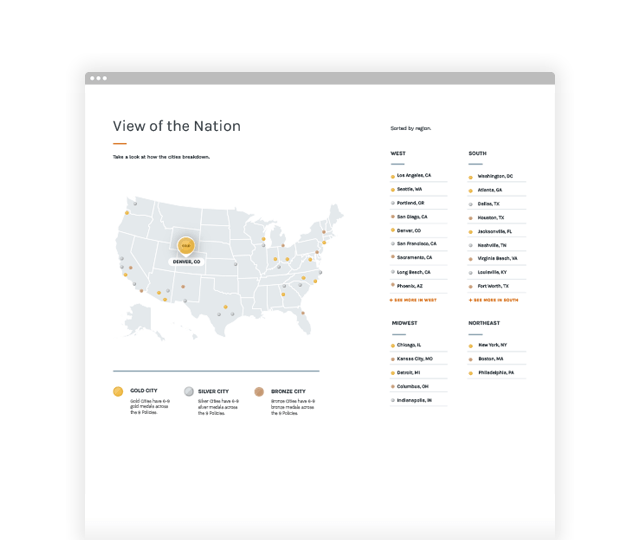 View of the Nation
Take a look at how the cities breakdown.
DENVER, CO
GOLD CITY
Gold Cities have 6-9
gold medals across
the 9 Policies.
SILVER CITY
Silver Cities have 6-9
silver medals across
the 9 Policies.
BRONZE CITY
Bronze Cities have 6-9
bronze medals across
the 9 Policies.
Sorted by region.
WEST
Los Angeles, CA
Seattle, WA
Portland, OR
San Diego, CA
Denver, CO
San Francisco, CA
Sacramento, CA
Long Beach, CA
Phoenix, AZ
+ SEE MORE IN WEST
SOUTH
Washington, DC
Atlanta, GA
Dallas, TX
Houston, TX
Jacksonville, FL
Nashville, TN
Virginia Beach, VA
Louisville, KY
Fort Worth, TX
+ SEE MORE IN SOUTH
MIDWEST
Chicago, IL
Kansas City, MO
Detroit, MI
Columbus, OH
Indianapolis, IN
NORTHEAST
New York, NY
Boston, MA
Philadelphia, PA